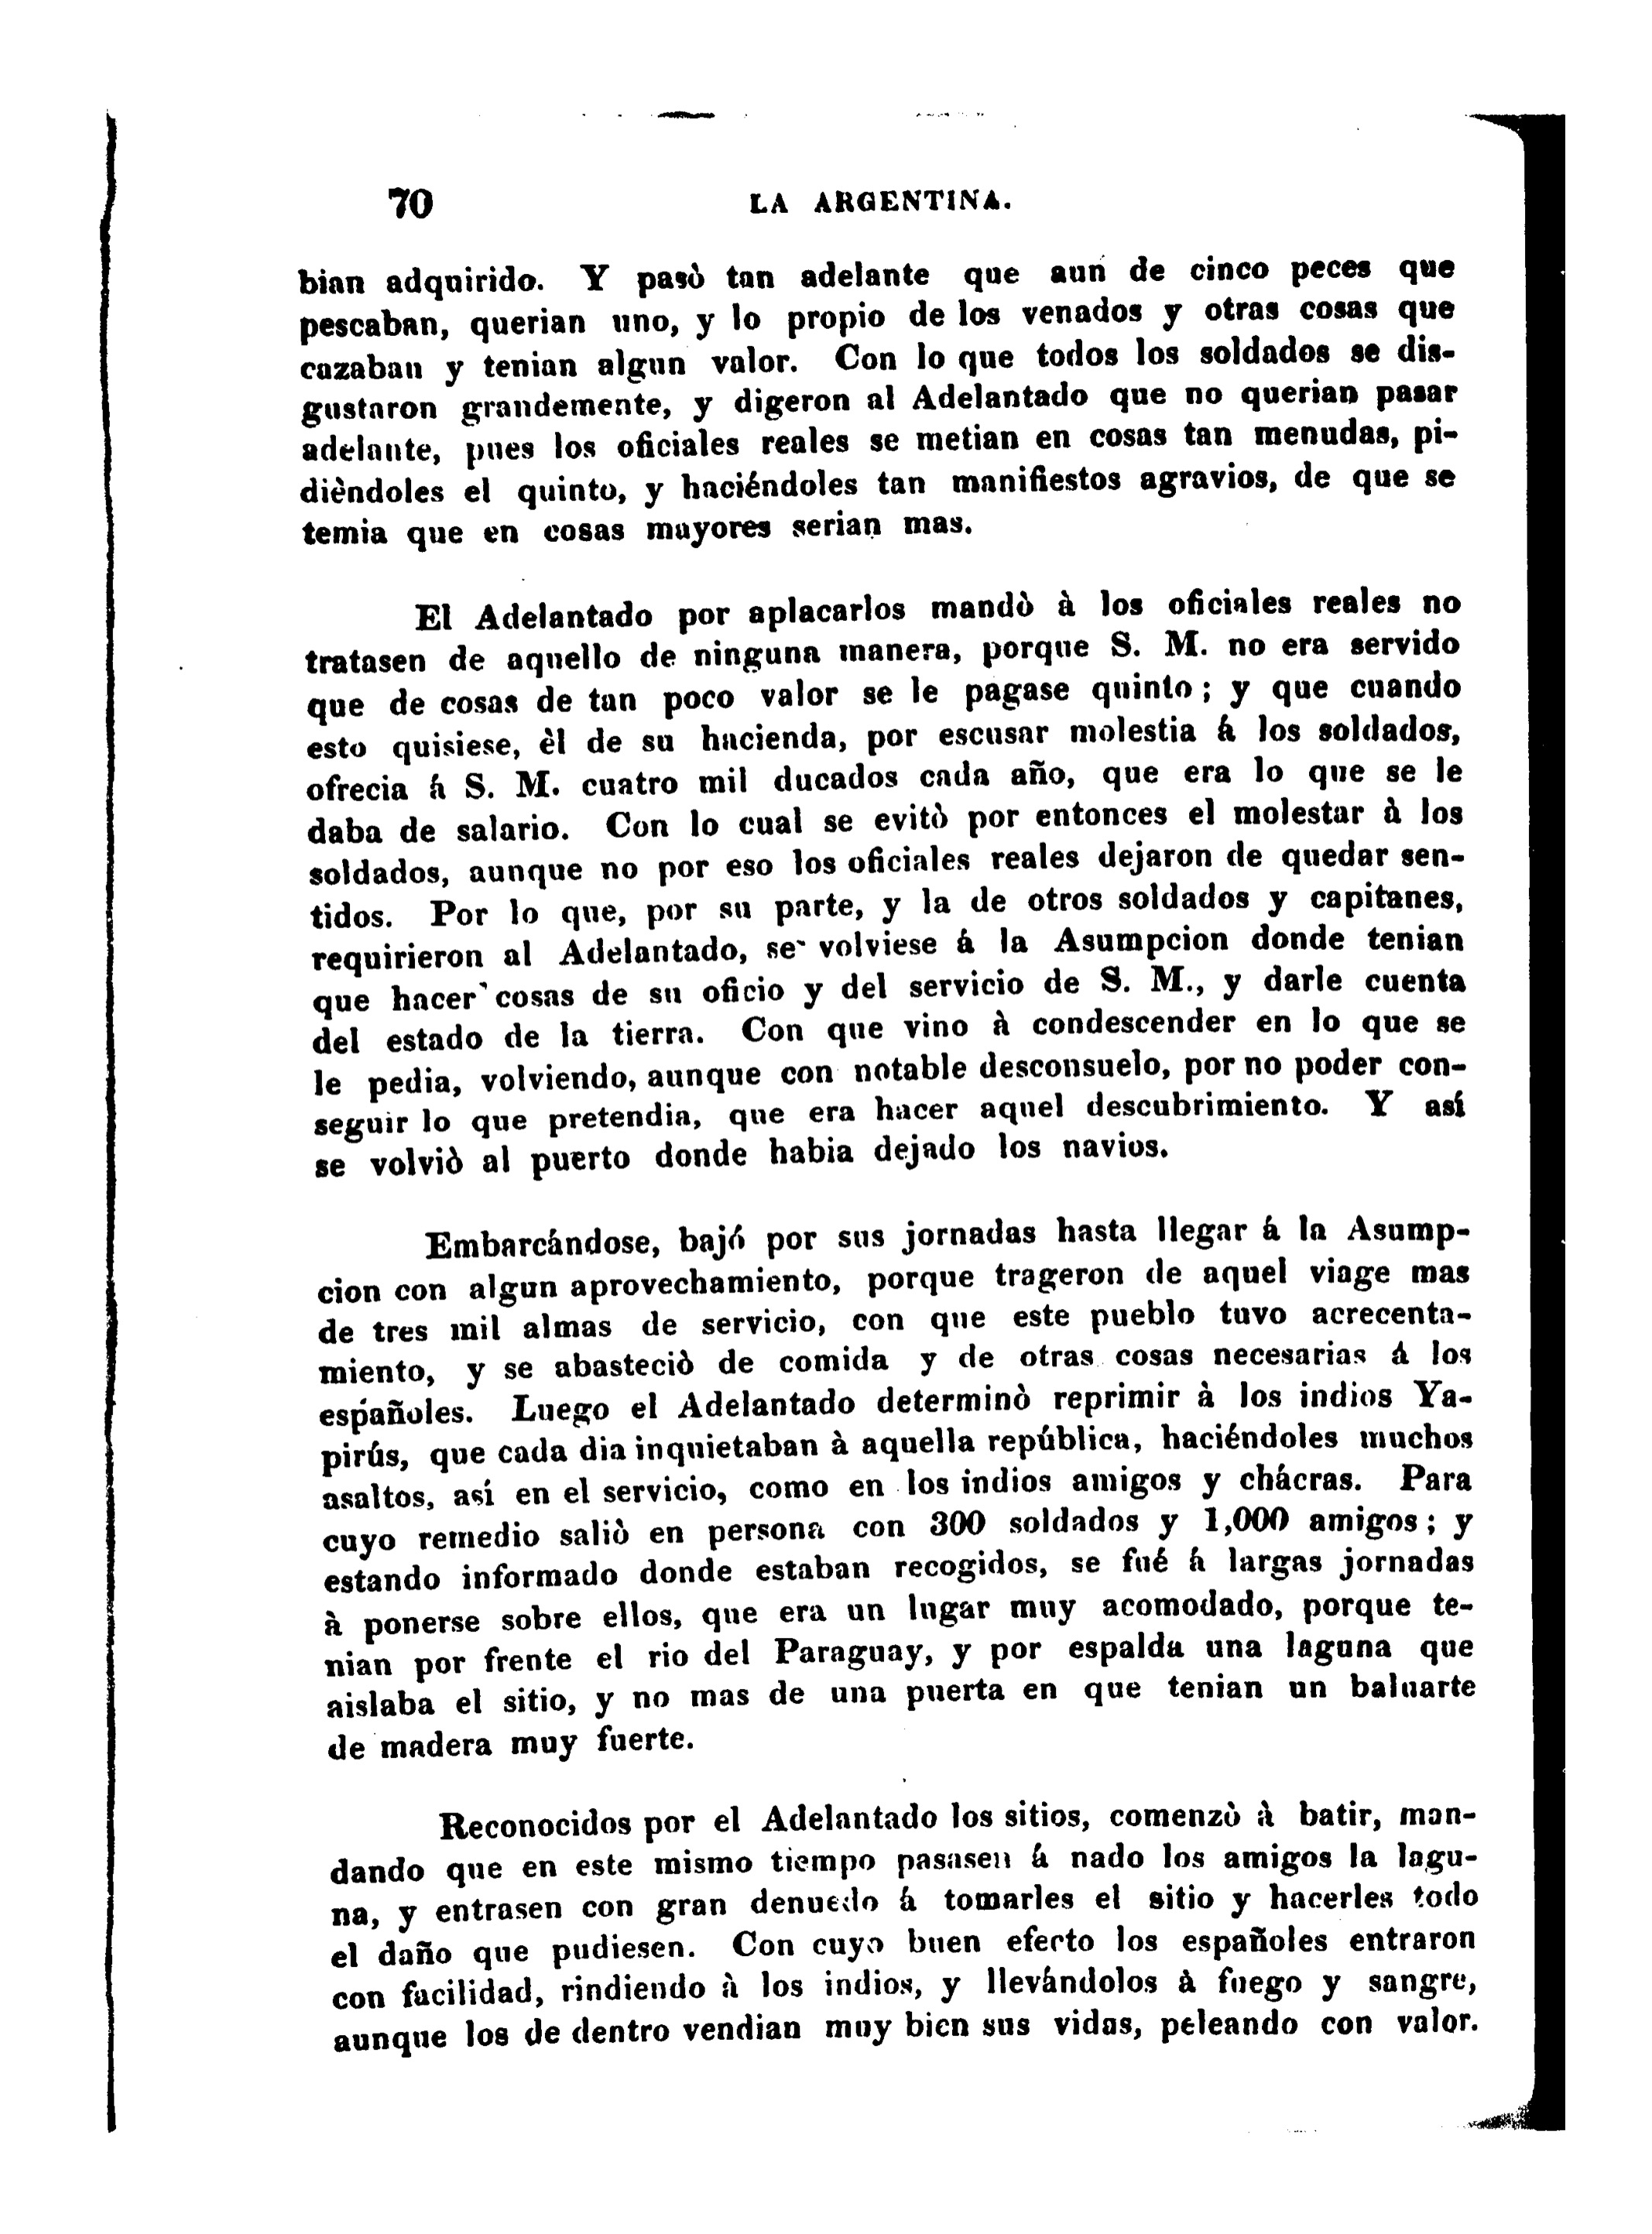 70 LA ARGENTINA.
bian adquirido. Y pasò tan adelante que aun de cinco peces que
pescaban, querian uno, y lo propio de los venados y otras cosas que
cazaban y tenian algun valor. Con lo que todos los soldados se dis-
gustaron grandemente, y digeron al Adelantado que no querian pasar
adelante, pues los oficiales reales se metian en cosas tan menudas, pi-
dièndoles el quinto, y haciéndoles tan manifiestos agravios, de que se
temia que en cosas mayores serian mas.
El Adelantado por aplacarlos mandò à los oficiales reales no
tratasen de aquello de ninguna manera, porque S. M. no era servido
que de cosas de tan poco valor se le pagase quinto; y que cuando
esto quisiese, èl de su hacienda, por escusar molestia á los soldados,
ofrecia á S. M. cuatro mil ducados cada año, que era lo que se le
daba de salario. Con lo cual se evitò por entonces el molestar à los
soldados, aunque no por eso los oficiales reales dejaron de quedar sen-
tidos. Por lo que, por su parte, y la de otros soldados y capitanes,
requirieron al Adelantado, se volviese á la Asumpcion donde tenian
que hacer cosas de su oficio y del servicio de S. M., y darle cuenta
del estado de la tierra. Con que vino à condescender en lo que se
le pedia, volviendo, aunque con notable desconsuelo, por no poder con-
seguir lo que pretendia, que era hacer aquel descubrimiento. Y así
se volviò al puerto donde habia dejado los navios.
Embarcándose, bajó por sus jornadas hasta llegar á la Asump-
cion con algun aprovechamiento, porque trageron de aquel viage mas
de tres mil almas de servicio, con que este pueblo tuvo acrecenta-
miento, y se abasteciò de comida y de otras cosas necesarias á los
españoles. Luego el Adelantado determinò reprimir à los indios Ya-
pirús, que cada dia inquietaban à aquella república, haciéndoles muchos
asaltos, así en el servicio, como en los indios amigos y chácras. Para
cuyo remedio saliò en persona con 300 soldados y 1,000 amigos; y
estando informado donde estaban recogidos, se fué á largas jornadas
à ponerse sobre ellos, que era un lugar muy acomodado, porque te-
nian por frente el rio del Paraguay, y por espalda una laguna que
aislaba el sitio, y no mas de una puerta en que tenian un baluarte
de madera muy fuerte.
Reconocidos por el Adelantado los sitios, comenzò à batir, man-
dando que en este mismo tiempo pasasen á nado los amigos la lagu-
na, y entrasen con gran denuedo á tomarles el sitio y hacerles todo
el daño que pudiesen. Con cuyo buen efecto los españoles entraron
con facilidad, rindiendo à los indios, y llevándolos à fuego y sangre,
aunque los de dentro vendian muy bien sus vidas, peleando con valor.